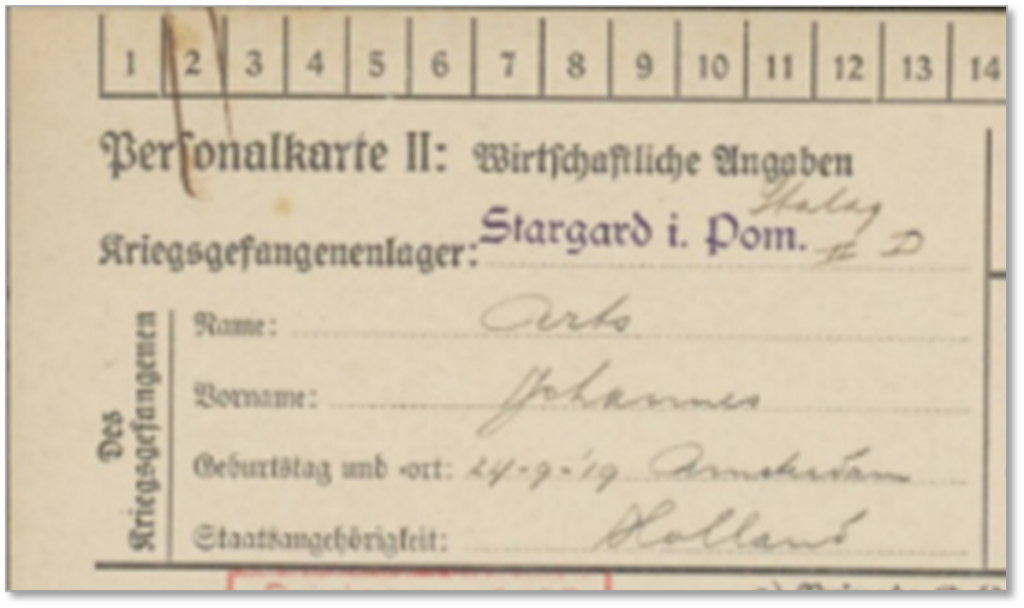 1 2 3 4 5 6 7 8 9 10 11 12 13 14
Personalkarte II: Wirtschaftliche Angaben
Kriegsgefangenenlager: Stargard i. Pom. Stalag II D
Des Kriegsgefangenen
Name: Arts
Vorname: Johannes
Geburtstag und -ort: 24-9-'19 Amsterdam
Staatsangehörigkeit: Holland